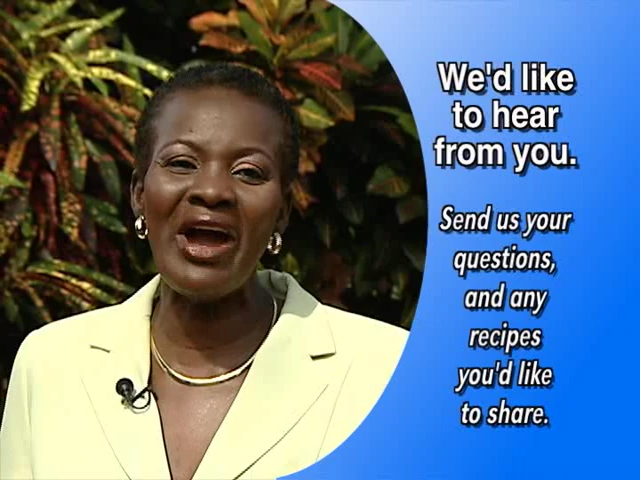 We'd like
to hear
from you.
Send us your
questions,
and any
recipes
you'd like
to share.